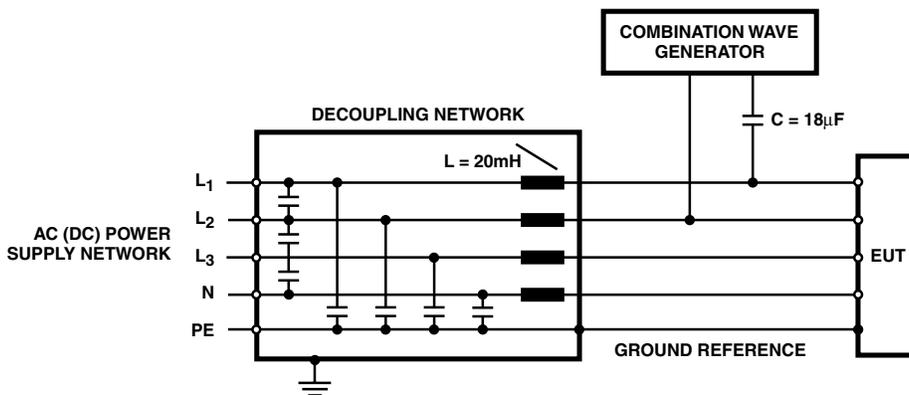 COMBINATION WAVE
GENERATOR
C = 18μF
DECOUPLING NETWORK
L = 20mH
L1
L2
AC (DC) POWER
SUPPLY NETWORK
L3
EUT
N
PE
GROUND REFERENCE